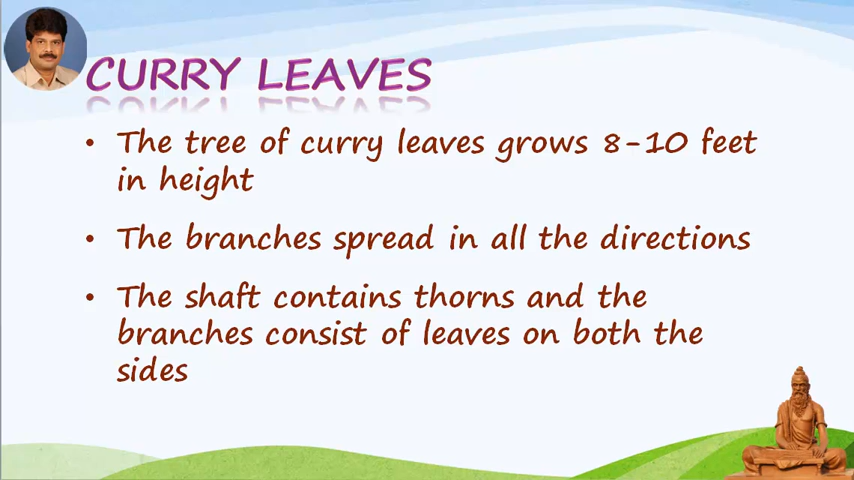 CURRY LEAVES
• The tree of curry leaves grows 8-10 feet
in height
• The branches spread in all the directions
• The shaft contains thorns and the
branches consist of leaves on both the
sides